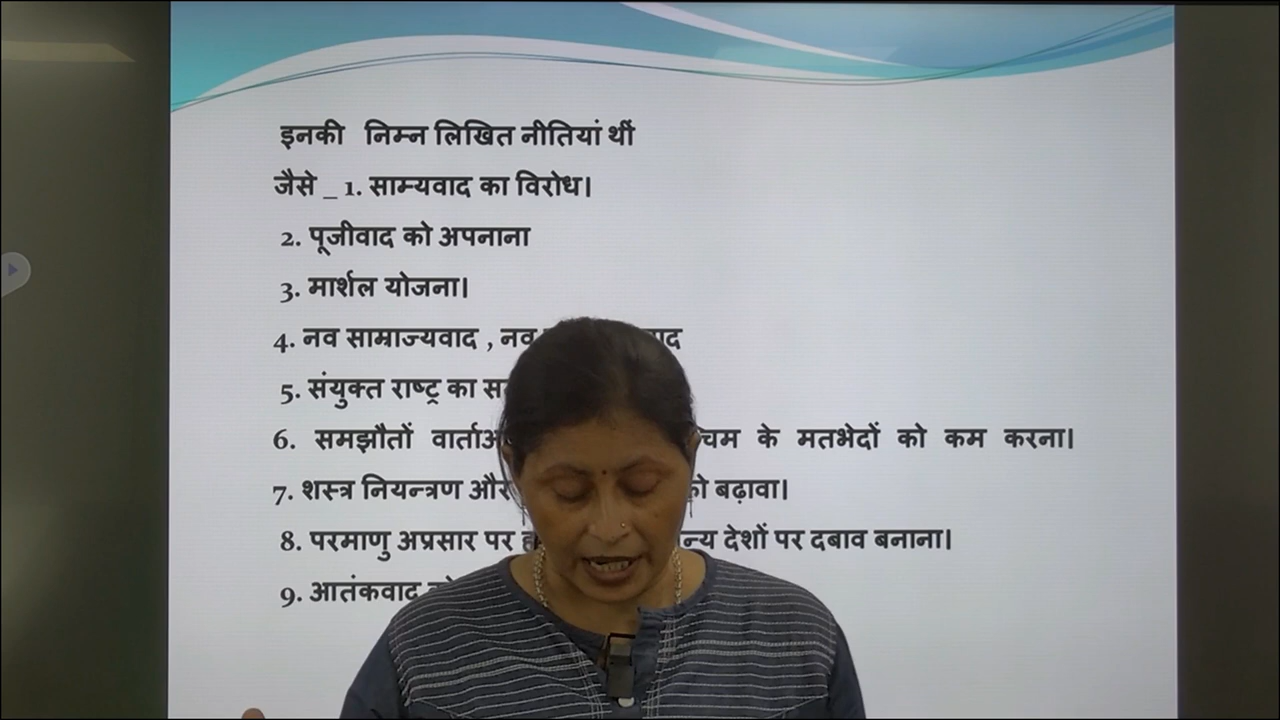 इनकी निम्न लिखित नीतियां थीं
जैसे _ 1. साम्यवाद का विरोध।
2. पूजीवाद को अपनाना
3. मार्शल योजना।
4. नव साम्राज्यवाद , नव
5. संयुक्त राष्ट्र का
6. समझौतों के मतभेदों को कम करना।
7. शस्त्र नियन्त्रण और बढ़ावा।
8. परमाणु अप्रसार पर देशों पर दबाव बनाना।
9. आतंकवाद